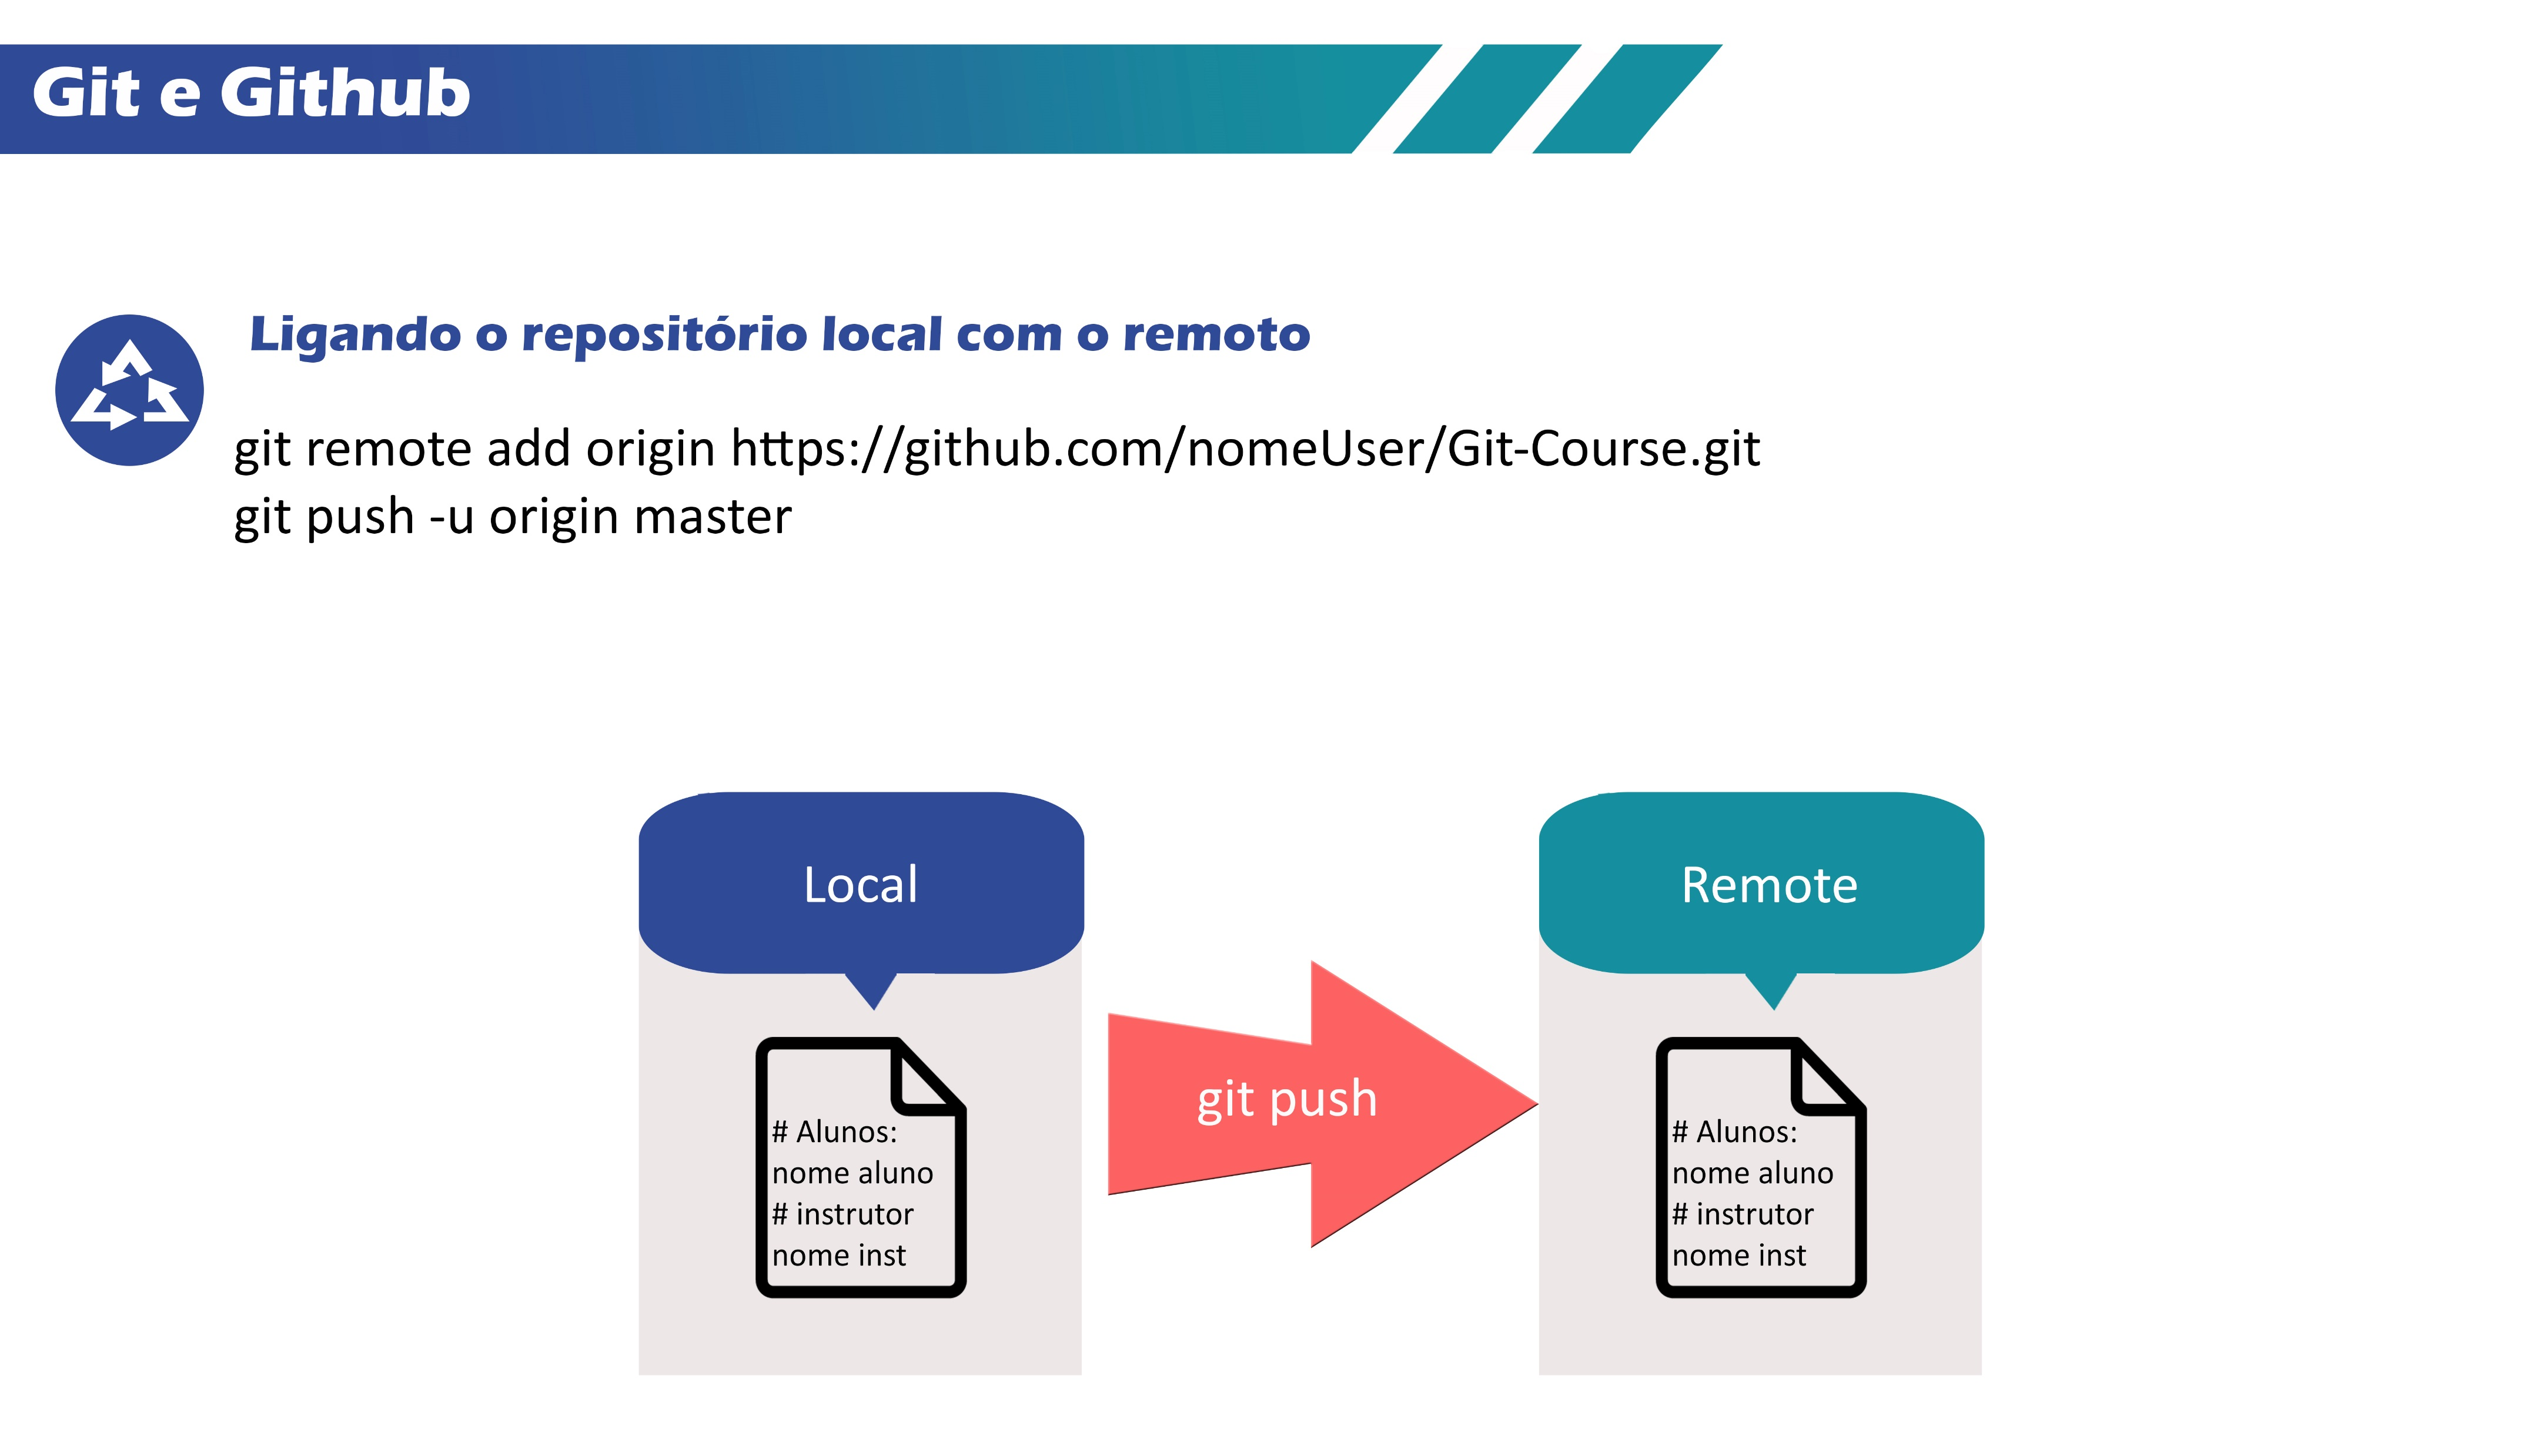 Git e Github
Ligando o repositório local com o remoto
git remote add origin https://github.com/nomeUser/Git-Course.git
git push -u origin master
Local
# Alunos:
nome aluno
# instrutor
nome inst
git push
Remote
# Alunos:
nome aluno
# instrutor
nome inst